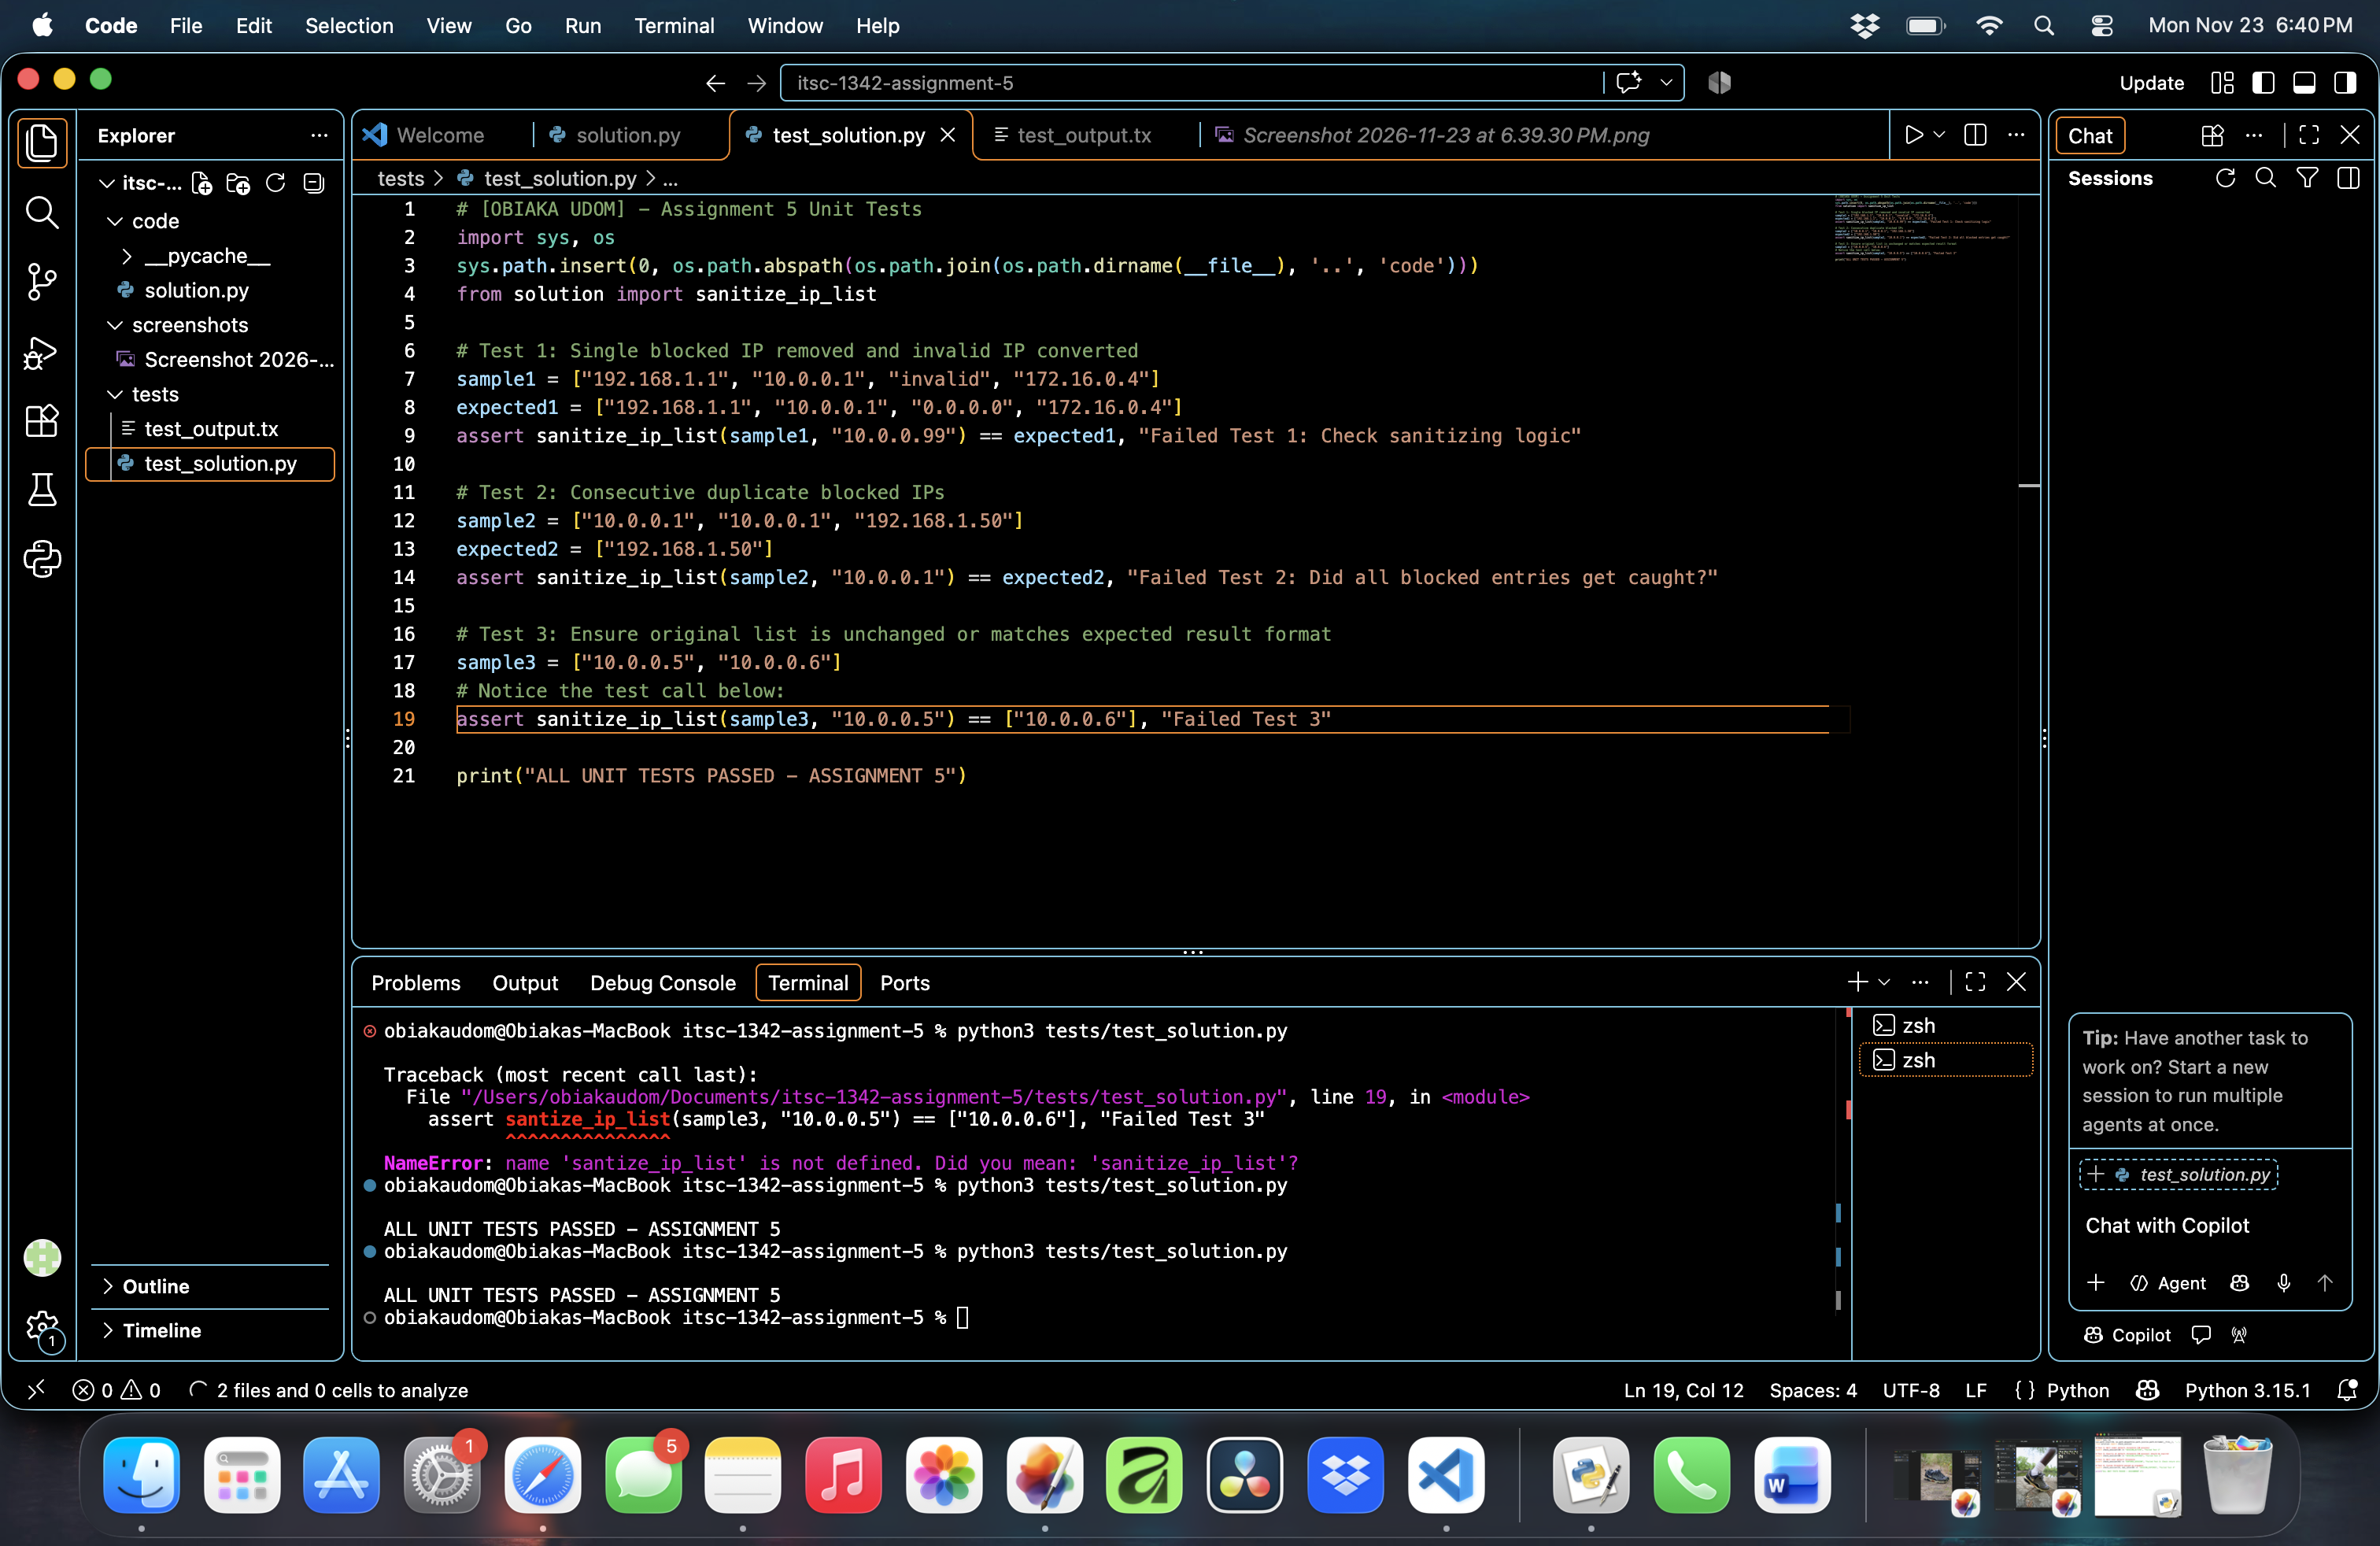 Code File Edit Selection View Go Run Terminal Window Help Mon Nov 23 6:40 PM
itsc-1342-assignment-5 Update
Explorer
itsc-...
code
__pycache__
solution.py
screenshots
Screenshot 2026-...
tests
test_output.tx
test_solution.py
Outline
Timeline
1
Welcome solution.py test_solution.py test_output.tx Screenshot 2026-11-23 at 6.39.30 PM.png
tests > test_solution.py > ...
1 # [OBIAKA UDOM] – Assignment 5 Unit Tests
2 import sys, os
3 sys.path.insert(0, os.path.abspath(os.path.join(os.path.dirname(__file__), '..', 'code')))
4 from solution import sanitize_ip_list
5
6 # Test 1: Single blocked IP removed and invalid IP converted
7 sample1 = ["192.168.1.1", "10.0.0.1", "invalid", "172.16.0.4"]
8 expected1 = ["192.168.1.1", "10.0.0.1", "0.0.0.0", "172.16.0.4"]
9 assert sanitize_ip_list(sample1, "10.0.0.99") == expected1, "Failed Test 1: Check sanitizing logic"
10
11 # Test 2: Consecutive duplicate blocked IPs
12 sample2 = ["10.0.0.1", "10.0.0.1", "192.168.1.50"]
13 expected2 = ["192.168.1.50"]
14 assert sanitize_ip_list(sample2, "10.0.0.1") == expected2, "Failed Test 2: Did all blocked entries get caught?"
15
16 # Test 3: Ensure original list is unchanged or matches expected result format
17 sample3 = ["10.0.0.5", "10.0.0.6"]
18 # Notice the test call below:
19 assert sanitize_ip_list(sample3, "10.0.0.5") == ["10.0.0.6"], "Failed Test 3"
20
21 print("ALL UNIT TESTS PASSED – ASSIGNMENT 5")
Problems Output Debug Console Terminal Ports
obiakaudom@Obiakas-MacBook itsc-1342-assignment-5 % python3 tests/test_solution.py
Traceback (most recent call last):
File "/Users/obiakaudom/Documents/itsc-1342-assignment-5/tests/test_solution.py", line 19, in <module>
assert santize_ip_list(sample3, "10.0.0.5") == ["10.0.0.6"], "Failed Test 3"
^^^^^^^^^^^^^^^
NameError: name 'santize_ip_list' is not defined. Did you mean: 'sanitize_ip_list'?
obiakaudom@Obiakas-MacBook itsc-1342-assignment-5 % python3 tests/test_solution.py
ALL UNIT TESTS PASSED – ASSIGNMENT 5
obiakaudom@Obiakas-MacBook itsc-1342-assignment-5 % python3 tests/test_solution.py
ALL UNIT TESTS PASSED – ASSIGNMENT 5
obiakaudom@Obiakas-MacBook itsc-1342-assignment-5 %
zsh
zsh
Chat
Sessions
Tip: Have another task to
work on? Start a new
session to run multiple
agents at once.
test_solution.py
Chat with Copilot
Agent
Copilot
0 0 2 files and 0 cells to analyze Ln 19, Col 12 Spaces: 4 UTF-8 LF {} Python Python 3.15.1
1 5
W